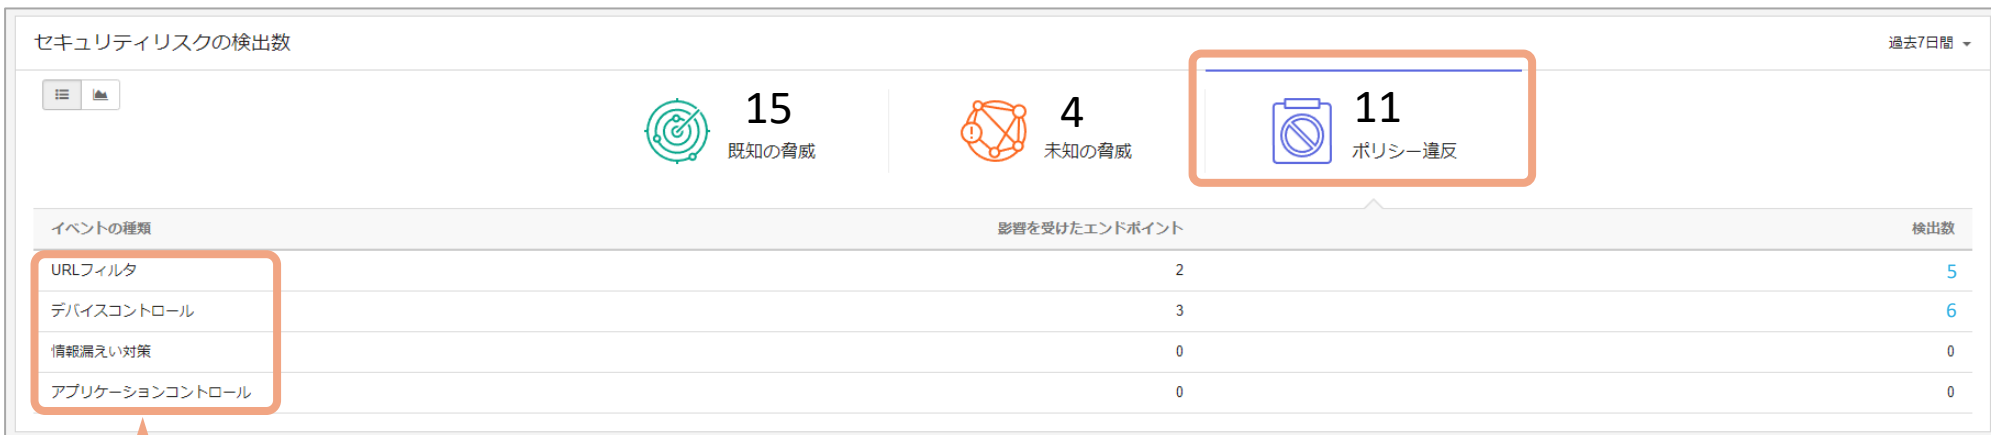 セキュリティリスクの検出数
過去7日間
15
既知の脅威
4
未知の脅威
11
ポリシー違反
イベントの種類 影響を受けたエンドポイント 検出数
URLフィルタ 2 5
デバイスコントロール 3 6
情報漏えい対策 0 0
アプリケーションコントロール 0 0